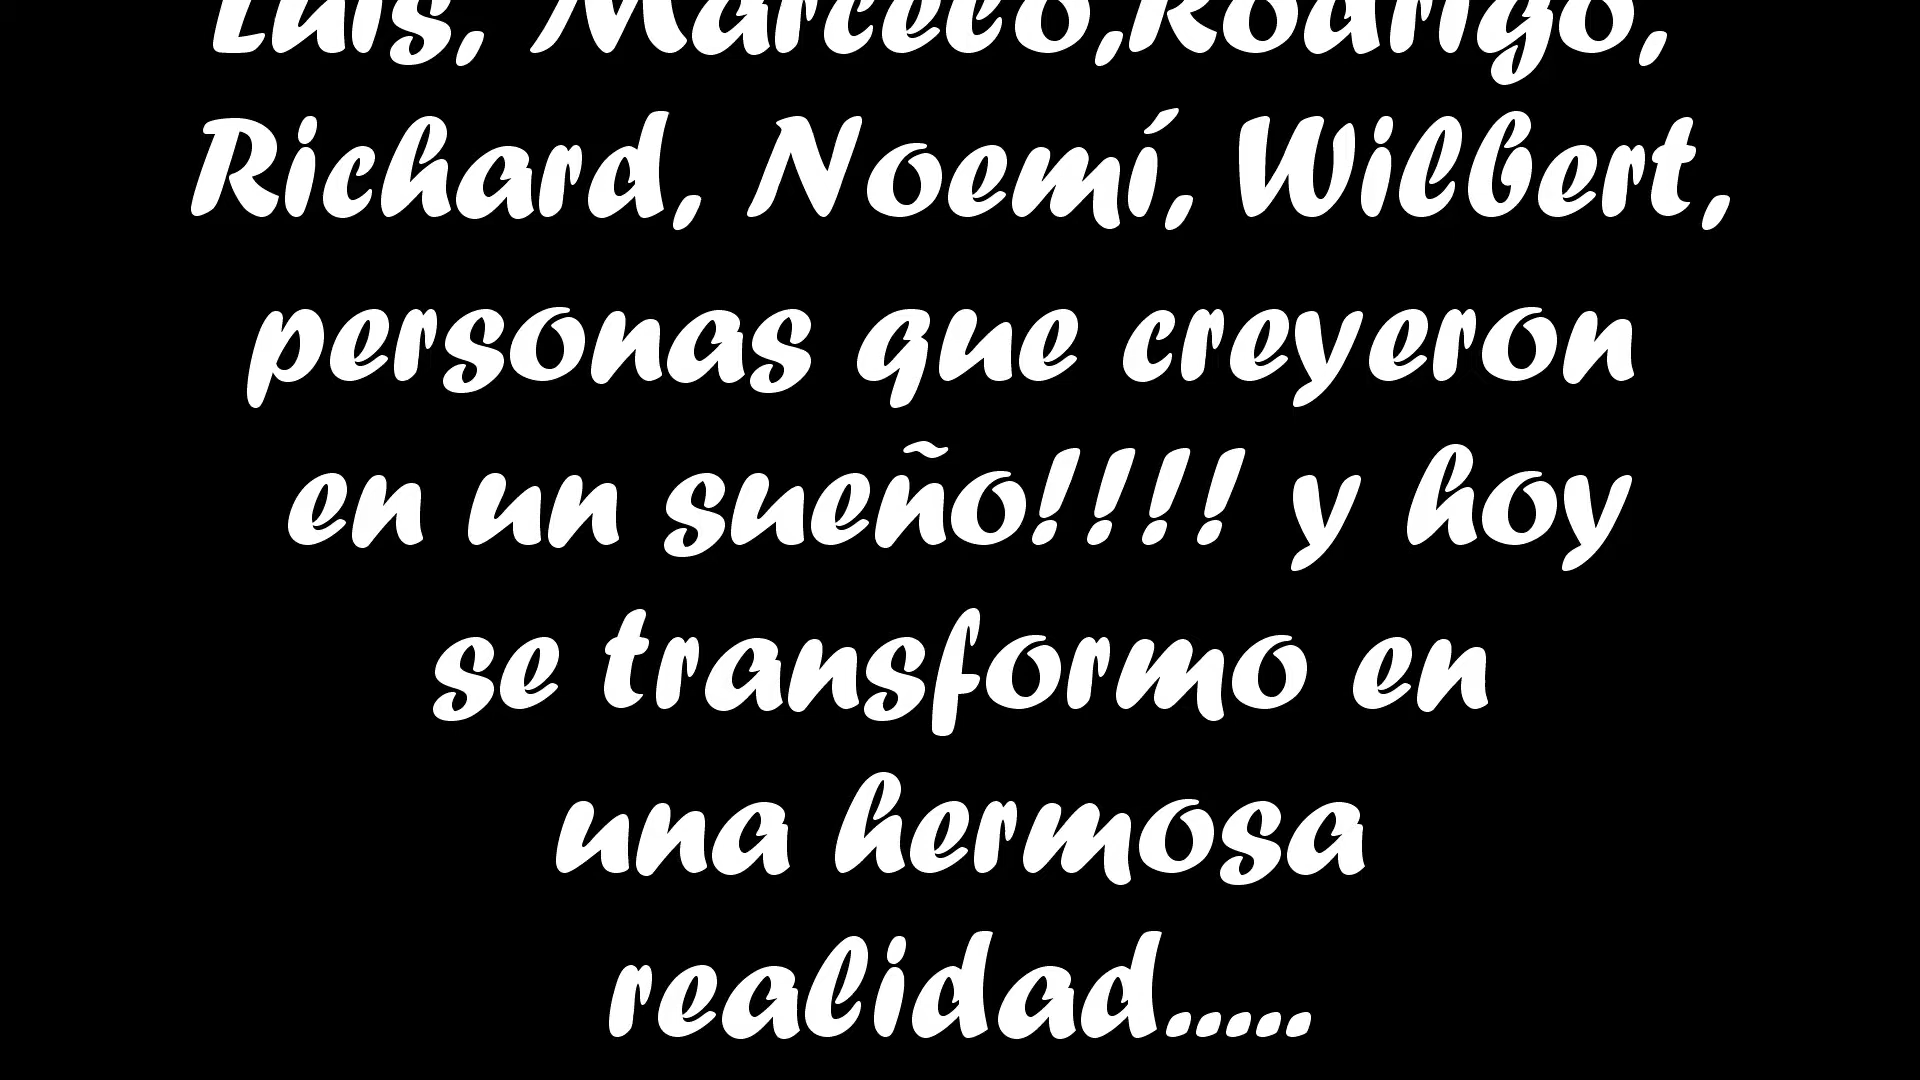 Luis, Marcelo,Rodrigo,
Richard, Noemí, Wilbert,
personas que creyeron
en un sueño!!!! y hoy
se transformo en
una hermosa
realidad.....